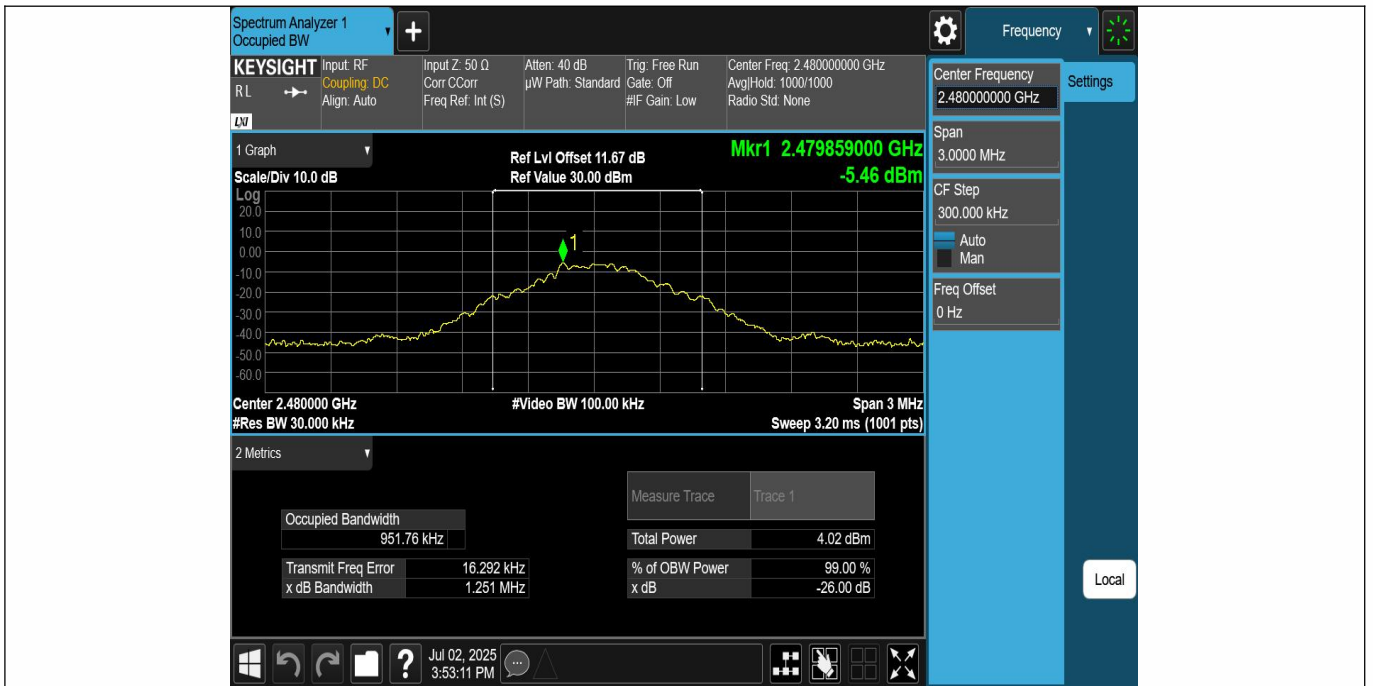 Spectrum Analyzer 1
Occupied BW
+
Frequency
KEYSIGHT
RL
LXI
Input: RF
Coupling: DC
Align: Auto
Input Z: 50 Ω
Corr CCorr
Freq Ref: Int (S)
Atten: 40 dB
µW Path: Standard
Trig: Free Run
Gate: Off
#IF Gain: Low
Center Freq: 2.480000000 GHz
Avg|Hold: 1000/1000
Radio Std: None
Center Frequency
2.480000000 GHz
Settings
Span
3.0000 MHz
CF Step
300.000 kHz
Auto
Man
Freq Offset
0 Hz
Local
1 Graph
Scale/Div 10.0 dB
Ref Lvl Offset 11.67 dB
Ref Value 30.00 dBm
Mkr1 2.479859000 GHz
-5.46 dBm
Log
20.0
10.0
0.00
-10.0
-20.0
-30.0
-40.0
-50.0
-60.0
1
Center 2.480000 GHz
#Video BW 100.00 kHz
Span 3 MHz
#Res BW 30.000 kHz
Sweep 3.20 ms (1001 pts)
2 Metrics
Measure Trace Trace 1
Occupied Bandwidth
951.76 kHz
Total Power 4.02 dBm
Transmit Freq Error 16.292 kHz
% of OBW Power 99.00 %
x dB Bandwidth 1.251 MHz
x dB -26.00 dB
?
Jul 02, 2025
3:53:11 PM